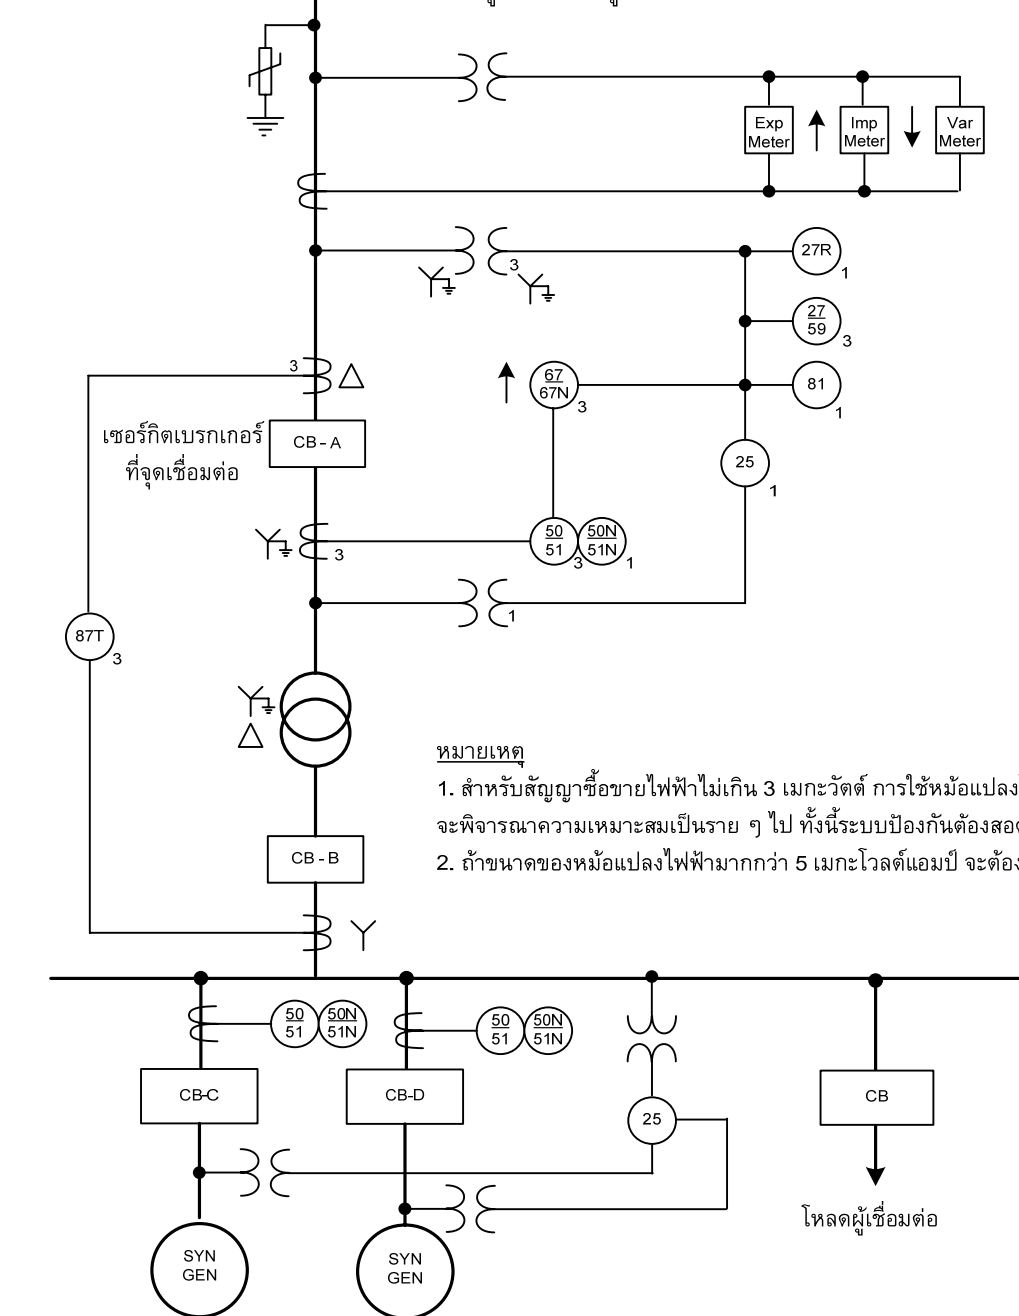 Exp
Meter
Imp
Meter
Var
Meter
27R
1
3
27
59
3
3
67
67N
3
81
1
เซอร์กิตเบรกเกอร์
ที่จุดเชื่อมต่อ
CB - A
25
1
50
51
3
50N
51N
1
3
1
87T
3
หมายเหตุ
1. สำหรับสัญญาซื้อขายไฟฟ้าไม่เกิน 3 เมกะวัตต์ การใช้หม้อแปลง
จะพิจารณาความเหมาะสมเป็นราย ๆ ไป ทั้งนี้ระบบป้องกันต้อง
2. ถ้าขนาดของหม้อแปลงไฟฟ้ามากกว่า 5 เมกะโวลต์แอมป์ จะต้อง
CB - B
50
51
50N
51N
50
51
50N
51N
CB-C
CB-D
25
CB
โหลดผู้เชื่อมต่อ
SYN
GEN
SYN
GEN